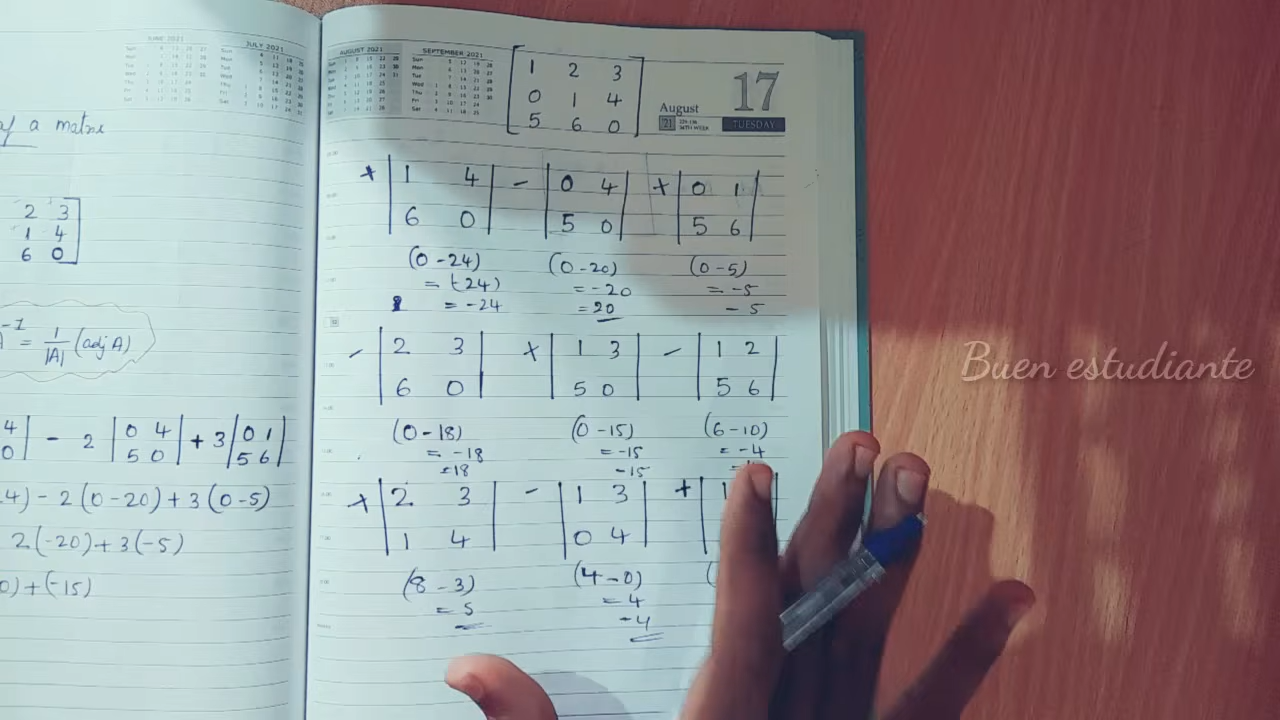 JUNE 2021
JULY 2021
of a matrix
2 3
1 4
6 0
A⁻¹ = 1/|A| (adj A)
4| - 2 |0 4| + 3 |0 1|
0| |5 0| |5 6|
4) - 2 (0 - 20) + 3 (0 - 5)
2(-20) + 3(-5)
0) + (-15)
AUGUST 2021
SEPTEMBER 2021
1 2 3
0 1 4
5 6 0
17
August
TUESDAY
+ |1 4| - |0 4| + |0 1|
|6 0| |5 0| |5 6|
(0 - 24) (0 - 20) (0 - 5)
= (-24) = -20 = -5
= -24 = 20 - 5
- |2 3| + |1 3| - |1 2|
|6 0| |5 0| |5 6|
(0 - 18) (0 - 15) (6 - 10)
= -18 = -15 = -4
=18 -15
+ |2 3| - |1 3| +
|1 4| |0 4|
(8 - 3) (4 - 0)
= 5 = 4
-4
Buen estudiante